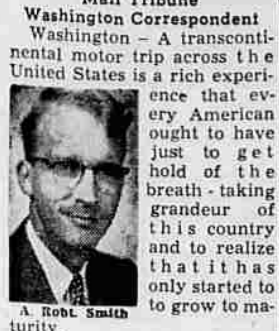 Mail Tribune
Washington Correspondent
Washington – A transconti-
nental motor trip across the
United States is a rich experi-
ence that ev-
ery American
ought to have
just to get
hold of the
breath - taking
grandeur of
this country
and to realize
that it has
only started to
to grow to ma-
turity
A. Robt. Smith